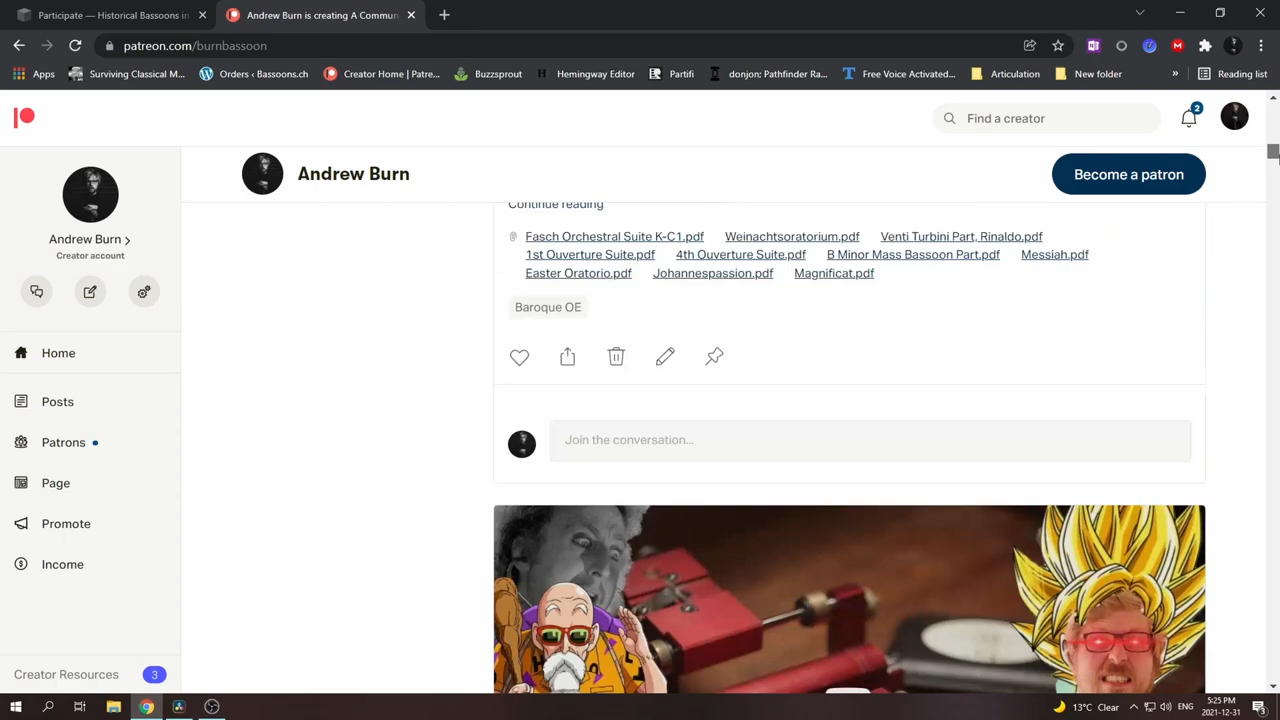 Participate — Historical Bassoons in
Andrew Burn is creating A Commun
patreon.com/burnbassoon
Apps
Surviving Classical M...
Orders ‹ Bassoons.ch
Creator Home | Patre...
Buzzsprout
Hemingway Editor
Partifi
donjon; Pathfinder Ra...
Free Voice Activated...
Articulation
New folder
»
Reading list
Find a creator
2
Andrew Burn
Become a patron
Andrew Burn
Creator account
Continue reading
Fasch Orchestral Suite K-C1.pdf Weinachtsoratorium.pdf Venti Turbini Part, Rinaldo.pdf
1st Ouverture Suite.pdf 4th Ouverture Suite.pdf B Minor Mass Bassoon Part.pdf Messiah.pdf
Easter Oratorio.pdf Johannespassion.pdf Magnificat.pdf
Baroque OE
Home
Posts
Patrons
Page
Promote
Income
Join the conversation...
Creator Resources 3
13°C Clear
ENG
5:25 PM
2021-12-31
3